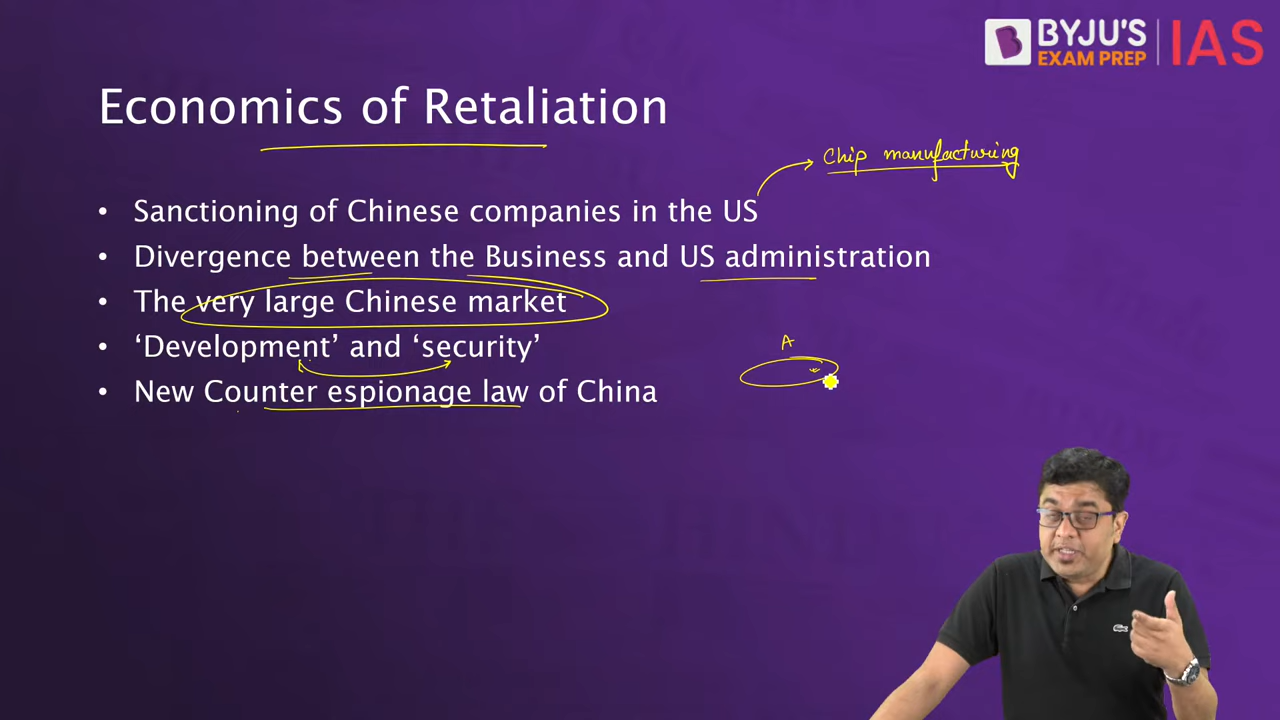 BYJU'S
EXAM PREP
IAS
Economics of Retaliation
Chip manufacturing
• Sanctioning of Chinese companies in the US
• Divergence between the Business and US administration
• The very large Chinese market
• ‘Development’ and ‘security’
A
• New Counter espionage law of China